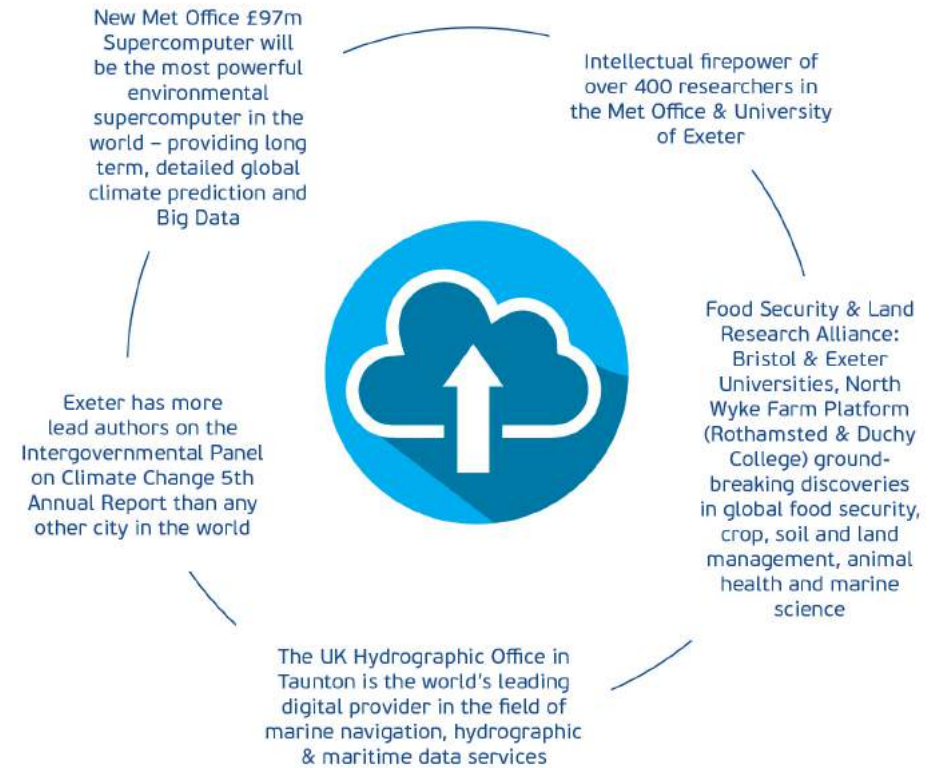 New Met Office £97m
Supercomputer will
be the most powerful
environmental
supercomputer in the
world – providing long
term, detailed global
climate prediction and
Big Data
Intellectual firepower of
over 400 researchers in
the Met Office & University
of Exeter
Food Security & Land
Research Alliance:
Bristol & Exeter
Universities, North
Wyke Farm Platform
(Rothamsted & Duchy
College) ground-
breaking discoveries
in global food security,
crop, soil and land
management, animal
health and marine
science
The UK Hydrographic Office in
Taunton is the world's leading
digital provider in the field of
marine navigation, hydrographic
& maritime data services
Exeter has more
lead authors on the
Intergovernmental Panel
on Climate Change 5th
Annual Report than any
other city in the world